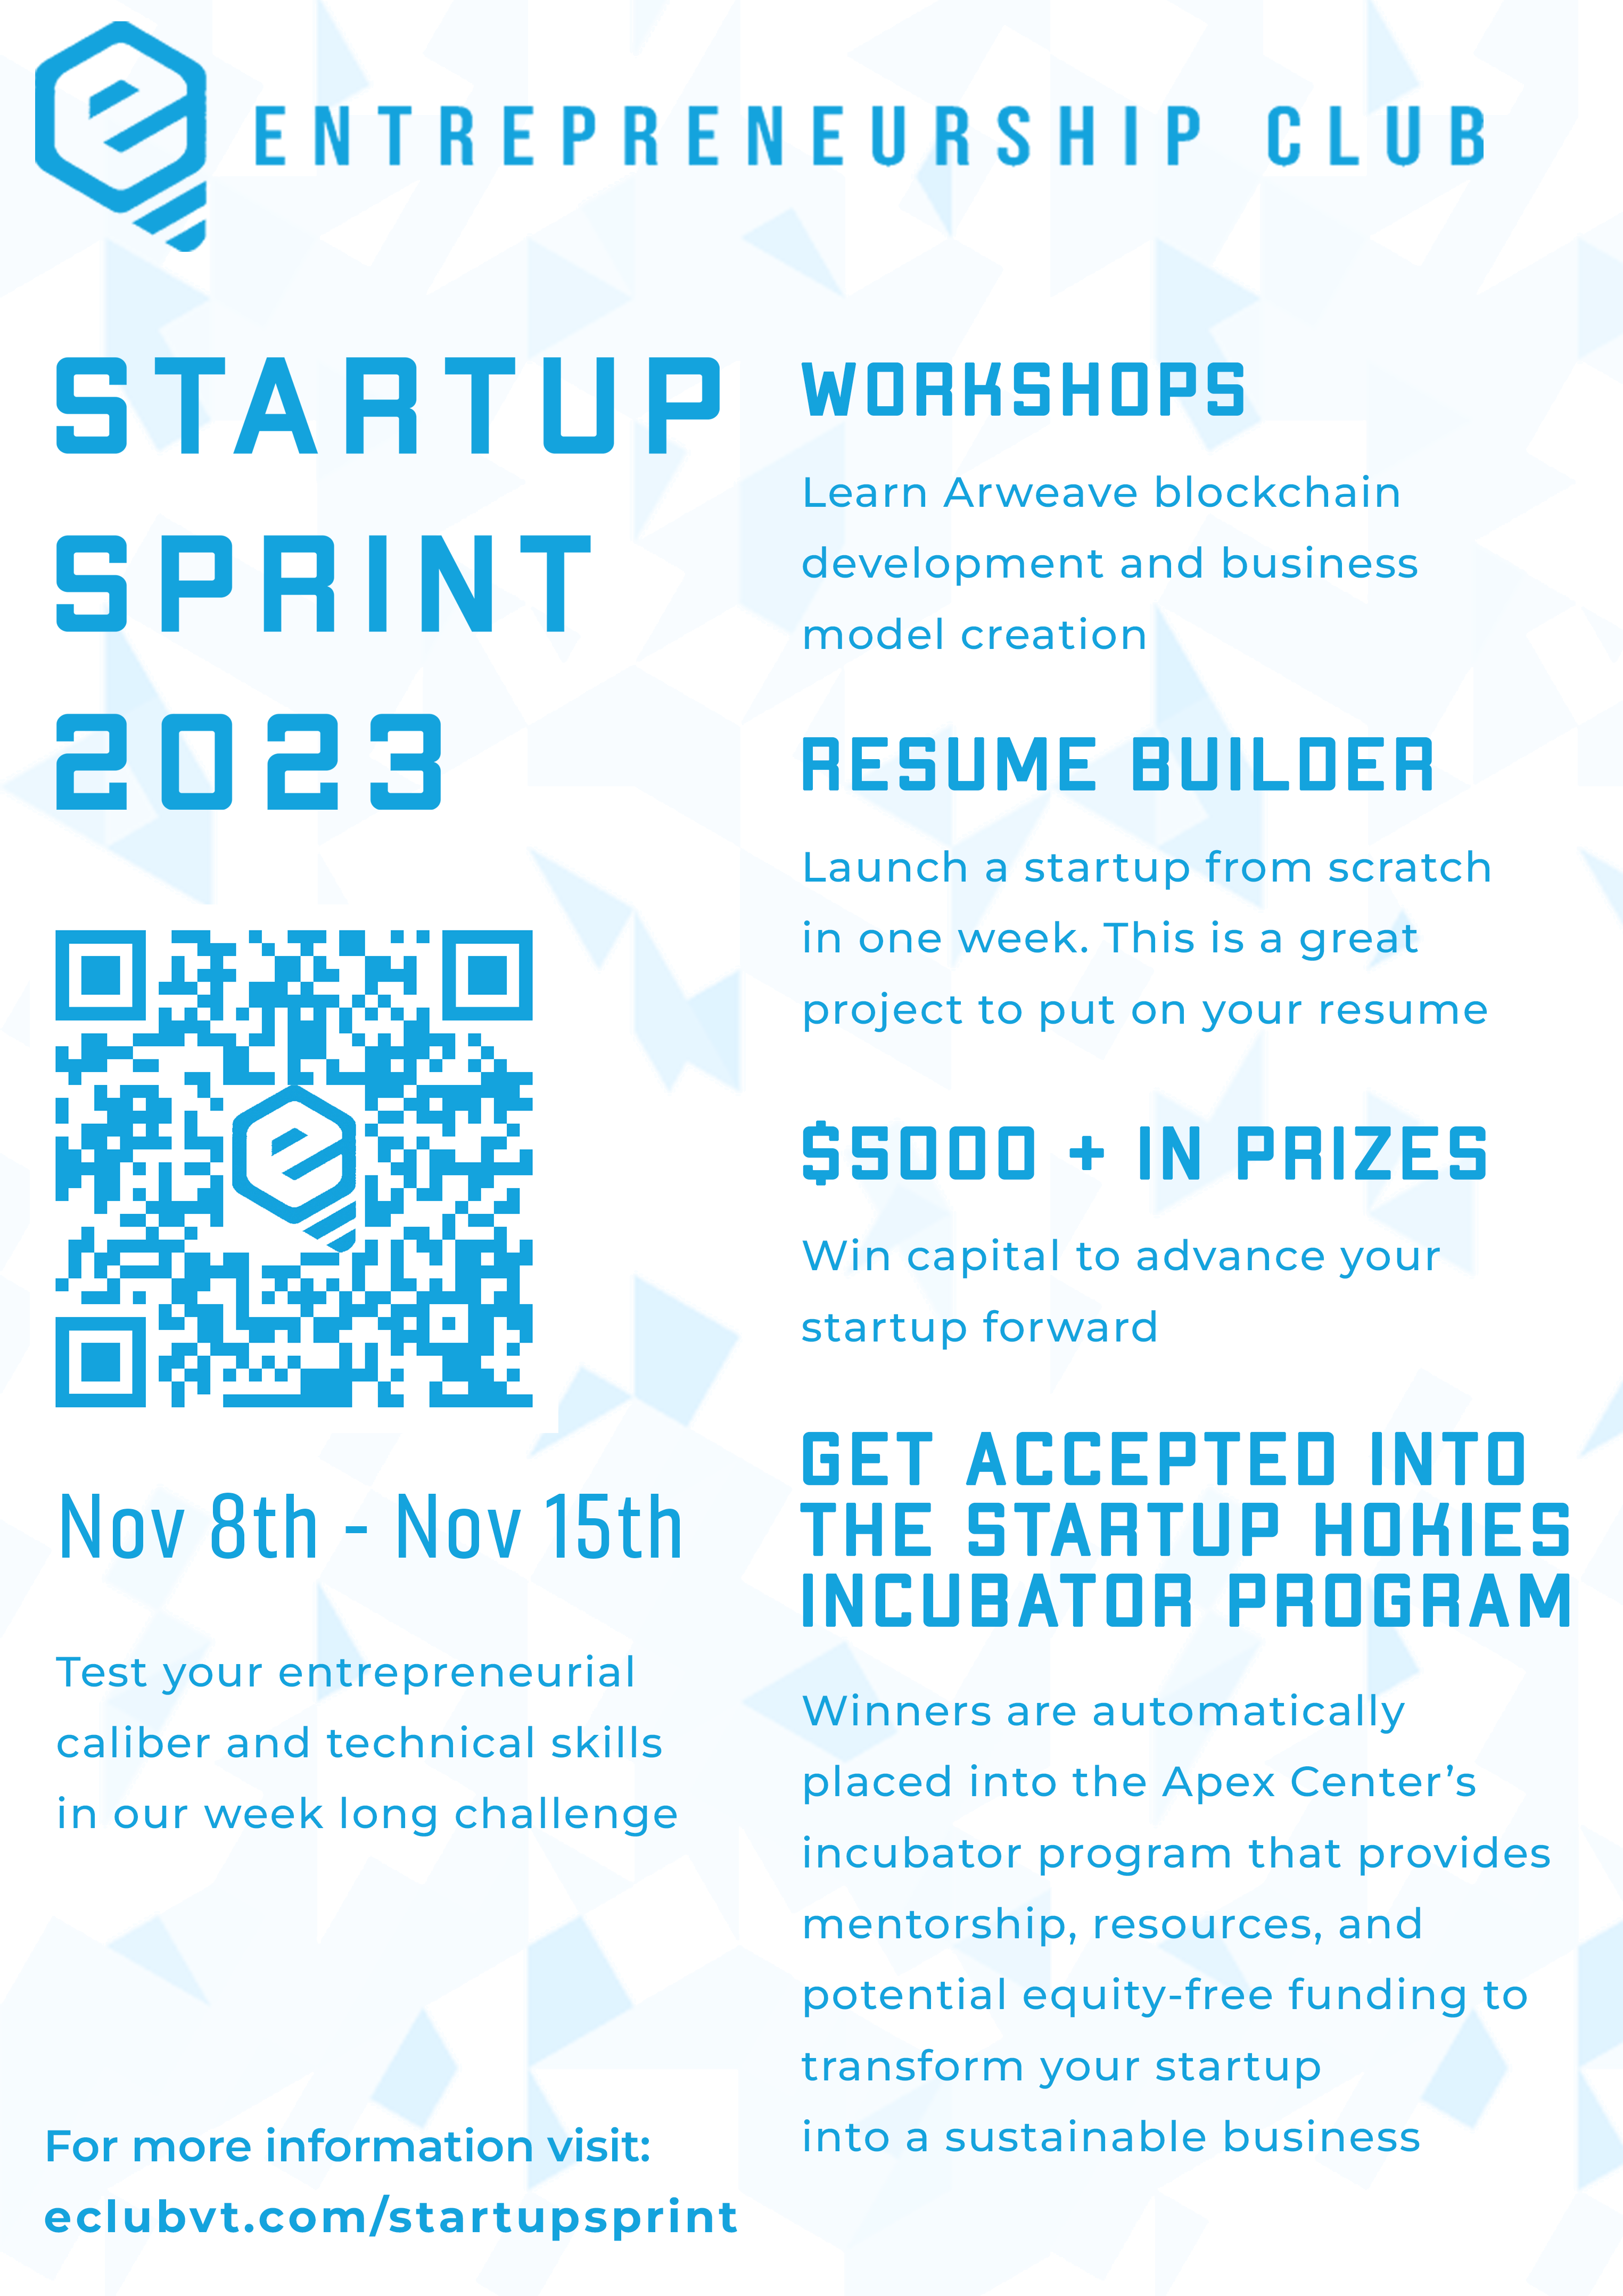 ENTREPRENEURSHIP CLUB
STARTUP
SPRINT
2023
Nov 8th - Nov 15th
Test your entrepreneurial
caliber and technical skills
in our week long challenge
For more information visit:
eclubvt.com/startupsprint
WORKSHOPS
Learn Arweave blockchain
development and business
model creation
RESUME BUILDER
Launch a startup from scratch
in one week. This is a great
project to put on your resume
$5000 + IN PRIZES
Win capital to advance your
startup forward
GET ACCEPTED INTO
THE STARTUP HOKIES
INCUBATOR PROGRAM
Winners are automatically
placed into the Apex Center’s
incubator program that provides
mentorship, resources, and
potential equity-free funding to
transform your startup
into a sustainable business